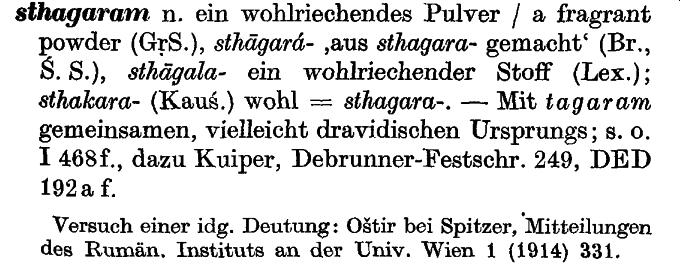 sthagaram n. ein wohlriechendes Pulver / a fragrant
powder (GṛS.), sthāgará- ‚aus sthagara- gemacht‘ (Br.,
Ś. S.), sthāgala- ein wohlriechender Stoff (Lex.);
sthakara- (Kauś.) wohl = sthagara-. — Mit tagaram
gemeinsamen, vielleicht dravidischen Ursprungs; s. o.
I 468f., dazu Kuiper, Debrunner-Festschr. 249, DED
192a f.
Versuch einer idg. Deutung: Oštir bei Spitzer, Mitteilungen
des Rumän. Instituts an der Univ. Wien 1 (1914) 331.